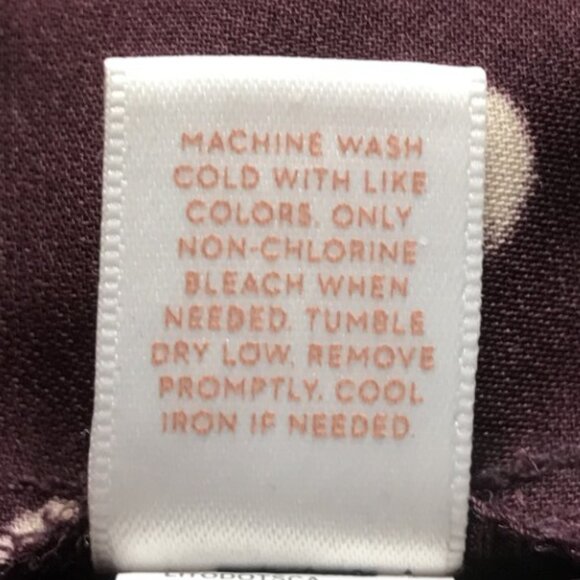 MACHINE WASH
COLD WITH LIKE
COLORS. ONLY
NON-CHLORINE
BLEACH WHEN
NEEDED. TUMBLE
DRY LOW. REMOVE
PROMPTLY. COOL
IRON IF NEEDED.